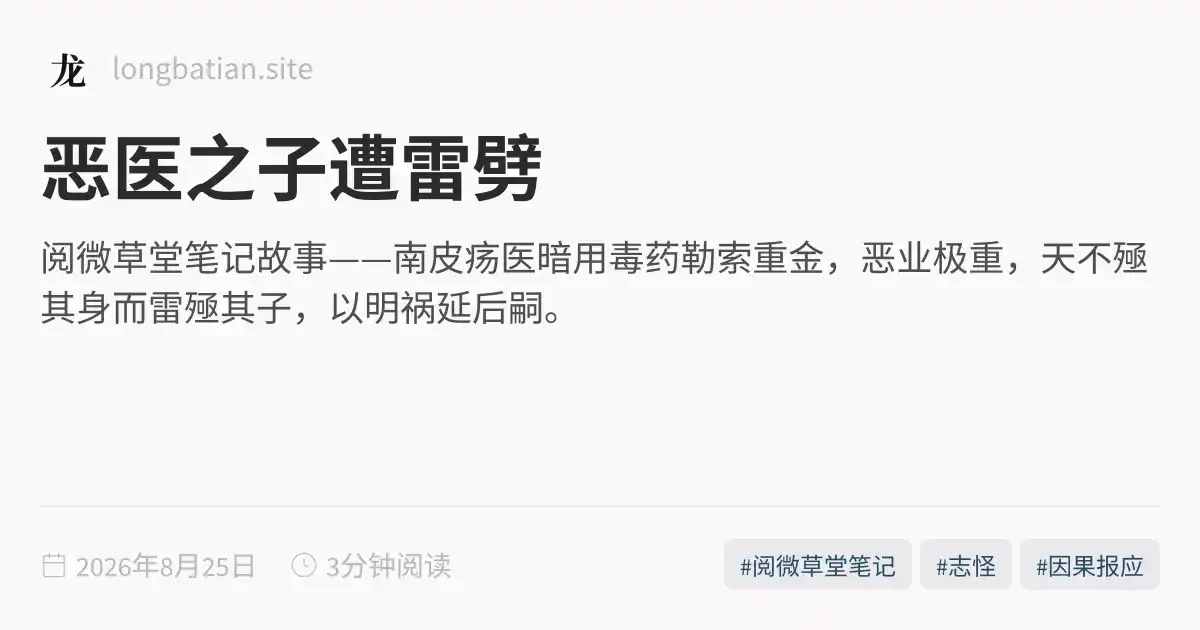 龙 longbatian.site
恶医之子遭雷劈
阅微草堂笔记故事——南皮疡医暗用毒药勒索重金，恶业极重，天不殛
其身而雷殛其子，以明祸延后嗣。
2026年8月25日 3分钟阅读 #阅微草堂笔记 #志怪 #因果报应